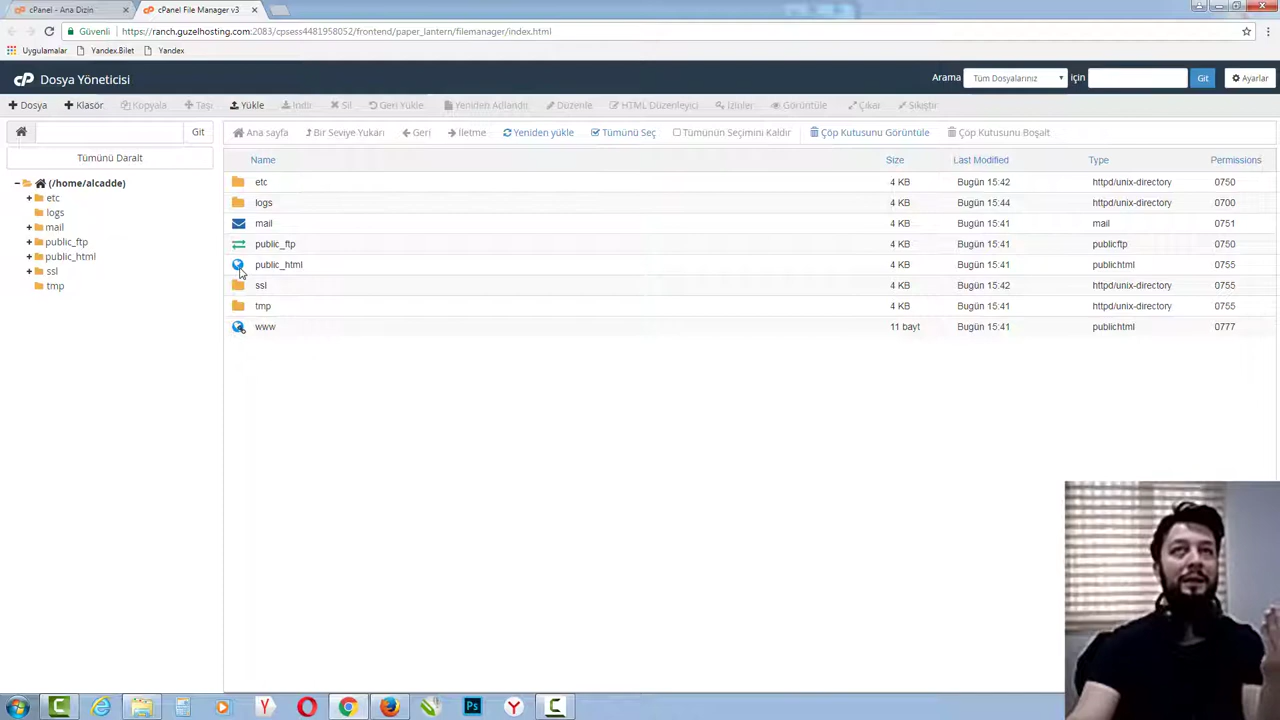 cPanel - Ana Dizin
cPanel File Manager v3
Güvenli
https://ranch.guzelhosting.com:2083/cpsess4481958052/frontend/paper_lantern/filemanager/index.html
Uygulamalar Yandex.Bilet Yandex
cP Dosya Yöneticisi
Arama Tüm Dosyalarınız için Git Ayarlar
Dosya Klasör Kopyala Taşı Yükle İndir Sil Geri Yükle Yeniden Adlandır Düzenle HTML Düzenleyici İzinler Görüntüle Çıkar Sıkıştır
Git
Ana sayfa Bir Seviye Yukarı Geri İletme Yeniden yükle Tümünü Seç Tümünün Seçimini Kaldır Çöp Kutusunu Görüntüle Çöp Kutusunu Boşalt
Tümünü Daralt
(/home/alcadde)
etc
logs
mail
public_ftp
public_html
ssl
tmp
Name Size Last Modified Type Permissions
etc 4 KB Bugün 15:42 httpd/unix-directory 0750
logs 4 KB Bugün 15:44 httpd/unix-directory 0700
mail 4 KB Bugün 15:41 mail 0751
public_ftp 4 KB Bugün 15:41 publicftp 0750
public_html 4 KB Bugün 15:41 publichtml 0755
ssl 4 KB Bugün 15:42 httpd/unix-directory 0755
tmp 4 KB Bugün 15:41 httpd/unix-directory 0755
www 11 bayt Bugün 15:41 publichtml 0777
Ps